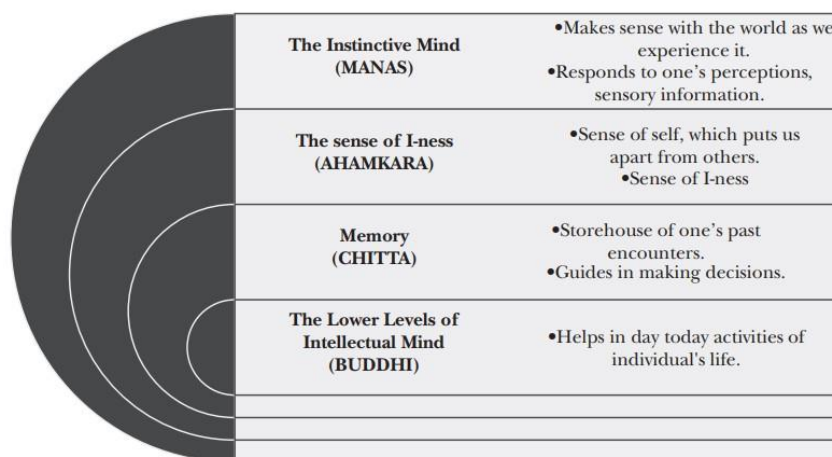 The Instinctive Mind
(MANAS)
•Makes sense with the world as we
experience it.
•Responds to one’s perceptions,
sensory information.
The sense of I-ness
(AHAMKARA)
•Sense of self, which puts us
apart from others.
•Sense of I-ness
Memory
(CHITTA)
•Storehouse of one’s past
encounters.
•Guides in making decisions.
The Lower Levels of
Intellectual Mind
(BUDDHI)
•Helps in day today activities of
individual's life.